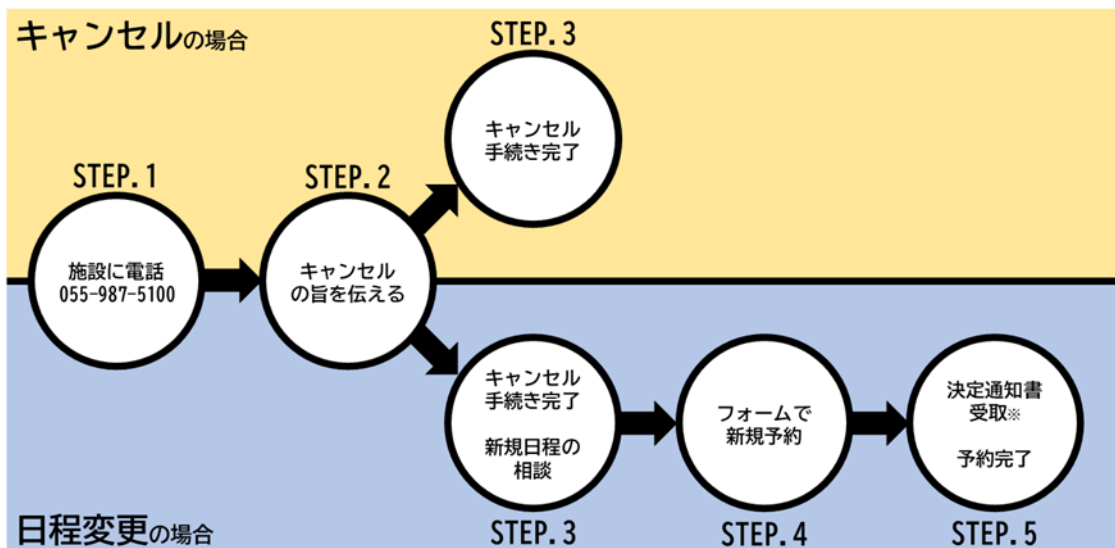 キャンセルの場合
STEP.1
施設に電話
055-987-5100
STEP.2
キャンセル
の旨を伝える
STEP.3
キャンセル
手続き完了
日程変更の場合
キャンセル
手続き完了
新規日程の
相談
STEP.3
フォームで
新規予約
STEP.4
決定通知書
受取※
予約完了
STEP.5